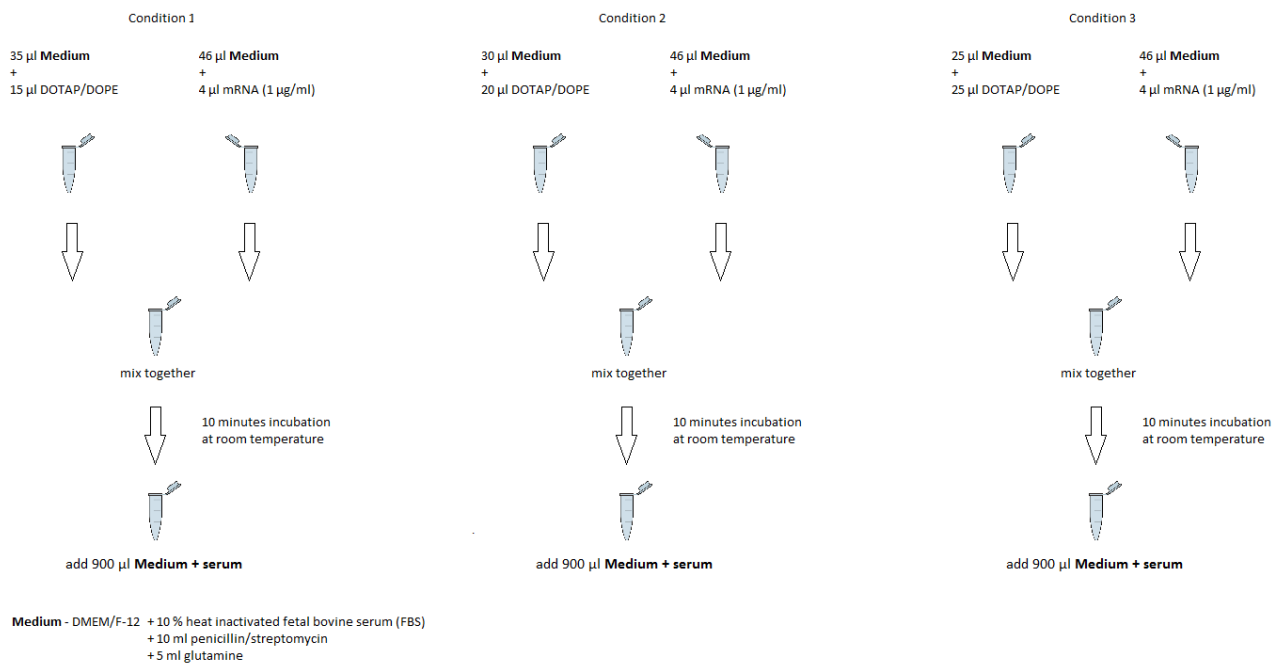 Condition 1
35 µl Medium
+
15 µl DOTAP/DOPE
46 µl Medium
+
4 µl mRNA (1 µg/ml)
mix together
10 minutes incubation
at room temperature
add 900 µl Medium + serum
Condition 2
30 µl Medium
+
20 µl DOTAP/DOPE
46 µl Medium
+
4 µl mRNA (1 µg/ml)
mix together
10 minutes incubation
at room temperature
add 900 µl Medium + serum
Condition 3
25 µl Medium
+
25 µl DOTAP/DOPE
46 µl Medium
+
4 µl mRNA (1 µg/ml)
mix together
10 minutes incubation
at room temperature
add 900 µl Medium + serum
Medium - DMEM/F-12 + 10 % heat inactivated fetal bovine serum (FBS)
+ 10 ml penicillin/streptomycin
+ 5 ml glutamine